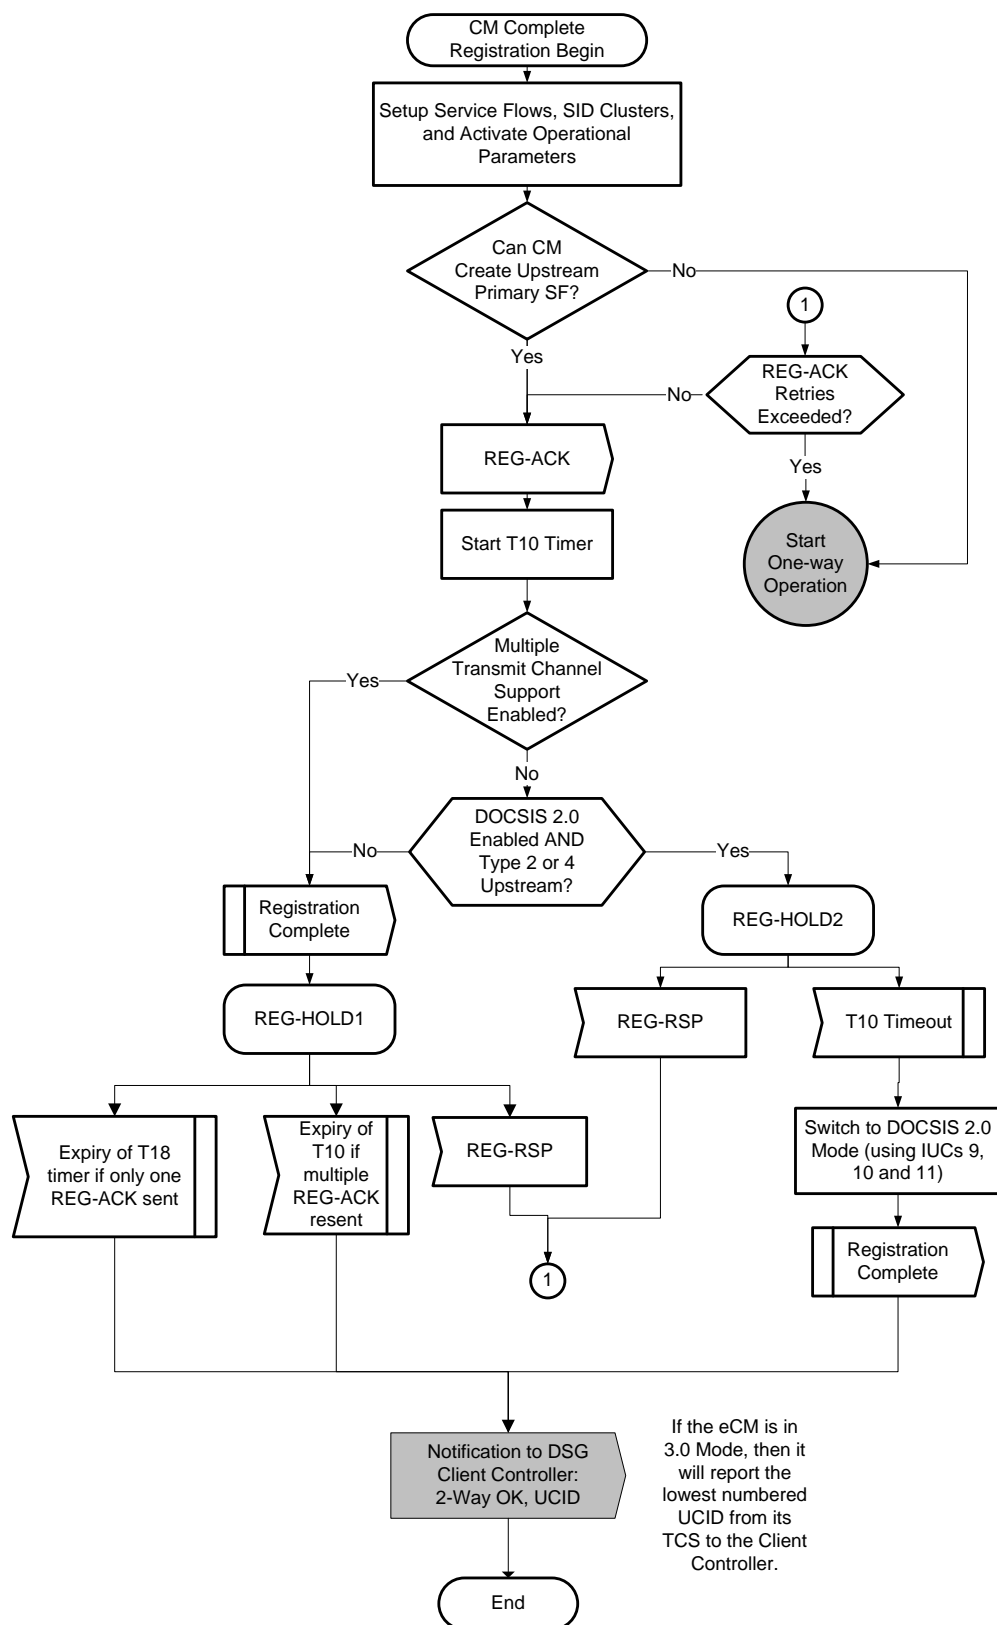 CM Complete
Registration Begin
Setup Service Flows, SID Clusters,
and Activate Operational
Parameters
Can CM
Create Upstream
Primary SF?
No
1
Yes
REG-ACK
Retries
Exceeded?
No
Yes
REG-ACK
Start T10 Timer
Start
One-way
Operation
Multiple
Transmit Channel
Support
Enabled?
Yes
No
DOCSIS 2.0
Enabled AND
Type 2 or 4
Upstream?
No
Yes
Registration
Complete
REG-HOLD2
REG-HOLD1
REG-RSP
T10 Timeout
Expiry of T18
timer if only one
REG-ACK sent
Expiry of
T10 if
multiple
REG-ACK
resent
REG-RSP
Switch to DOCSIS 2.0
Mode (using IUCs 9,
10 and 11)
Registration
Complete
1
Notification to DSG
Client Controller:
2-Way OK, UCID
If the eCM is in
3.0 Mode, then it
will report the
lowest numbered
UCID from its
TCS to the Client
Controller.
End